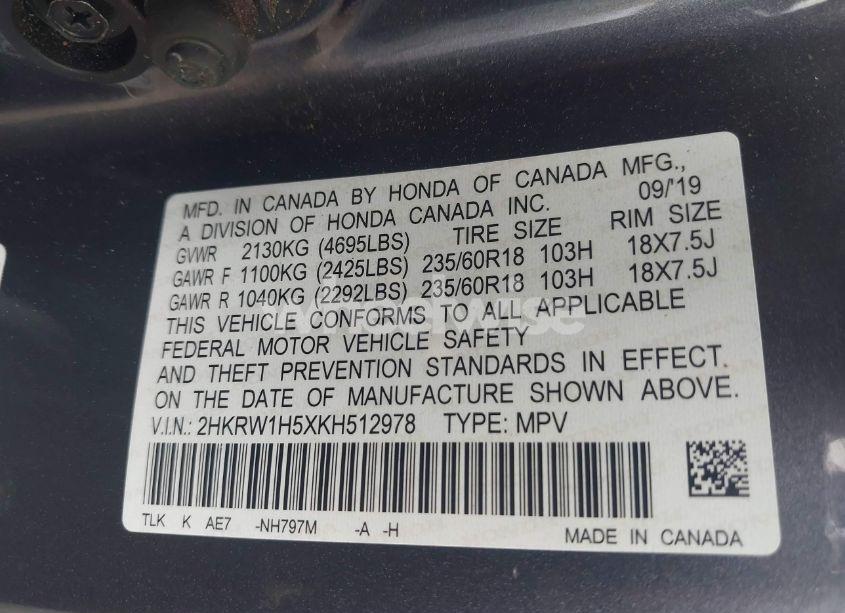 MFD. IN CANADA BY HONDA OF CANADA MFG.,
A DIVISION OF HONDA CANADA INC. 09/'19
GVWR 2130KG (4695LBS) TIRE SIZE RIM SIZE
GAWR F 1100KG (2425LBS) 235/60R18 103H 18X7.5J
GAWR R 1040KG (2292LBS) 235/60R18 103H 18X7.5J
THIS VEHICLE CONFORMS TO ALL APPLICABLE
FEDERAL MOTOR VEHICLE SAFETY
AND THEFT PREVENTION STANDARDS IN EFFECT
ON THE DATE OF MANUFACTURE SHOWN ABOVE.
V.I.N.: 2HKRW1H5XKH512978 TYPE: MPV
TLK K AE7 -NH797M -A -H MADE IN CANADA